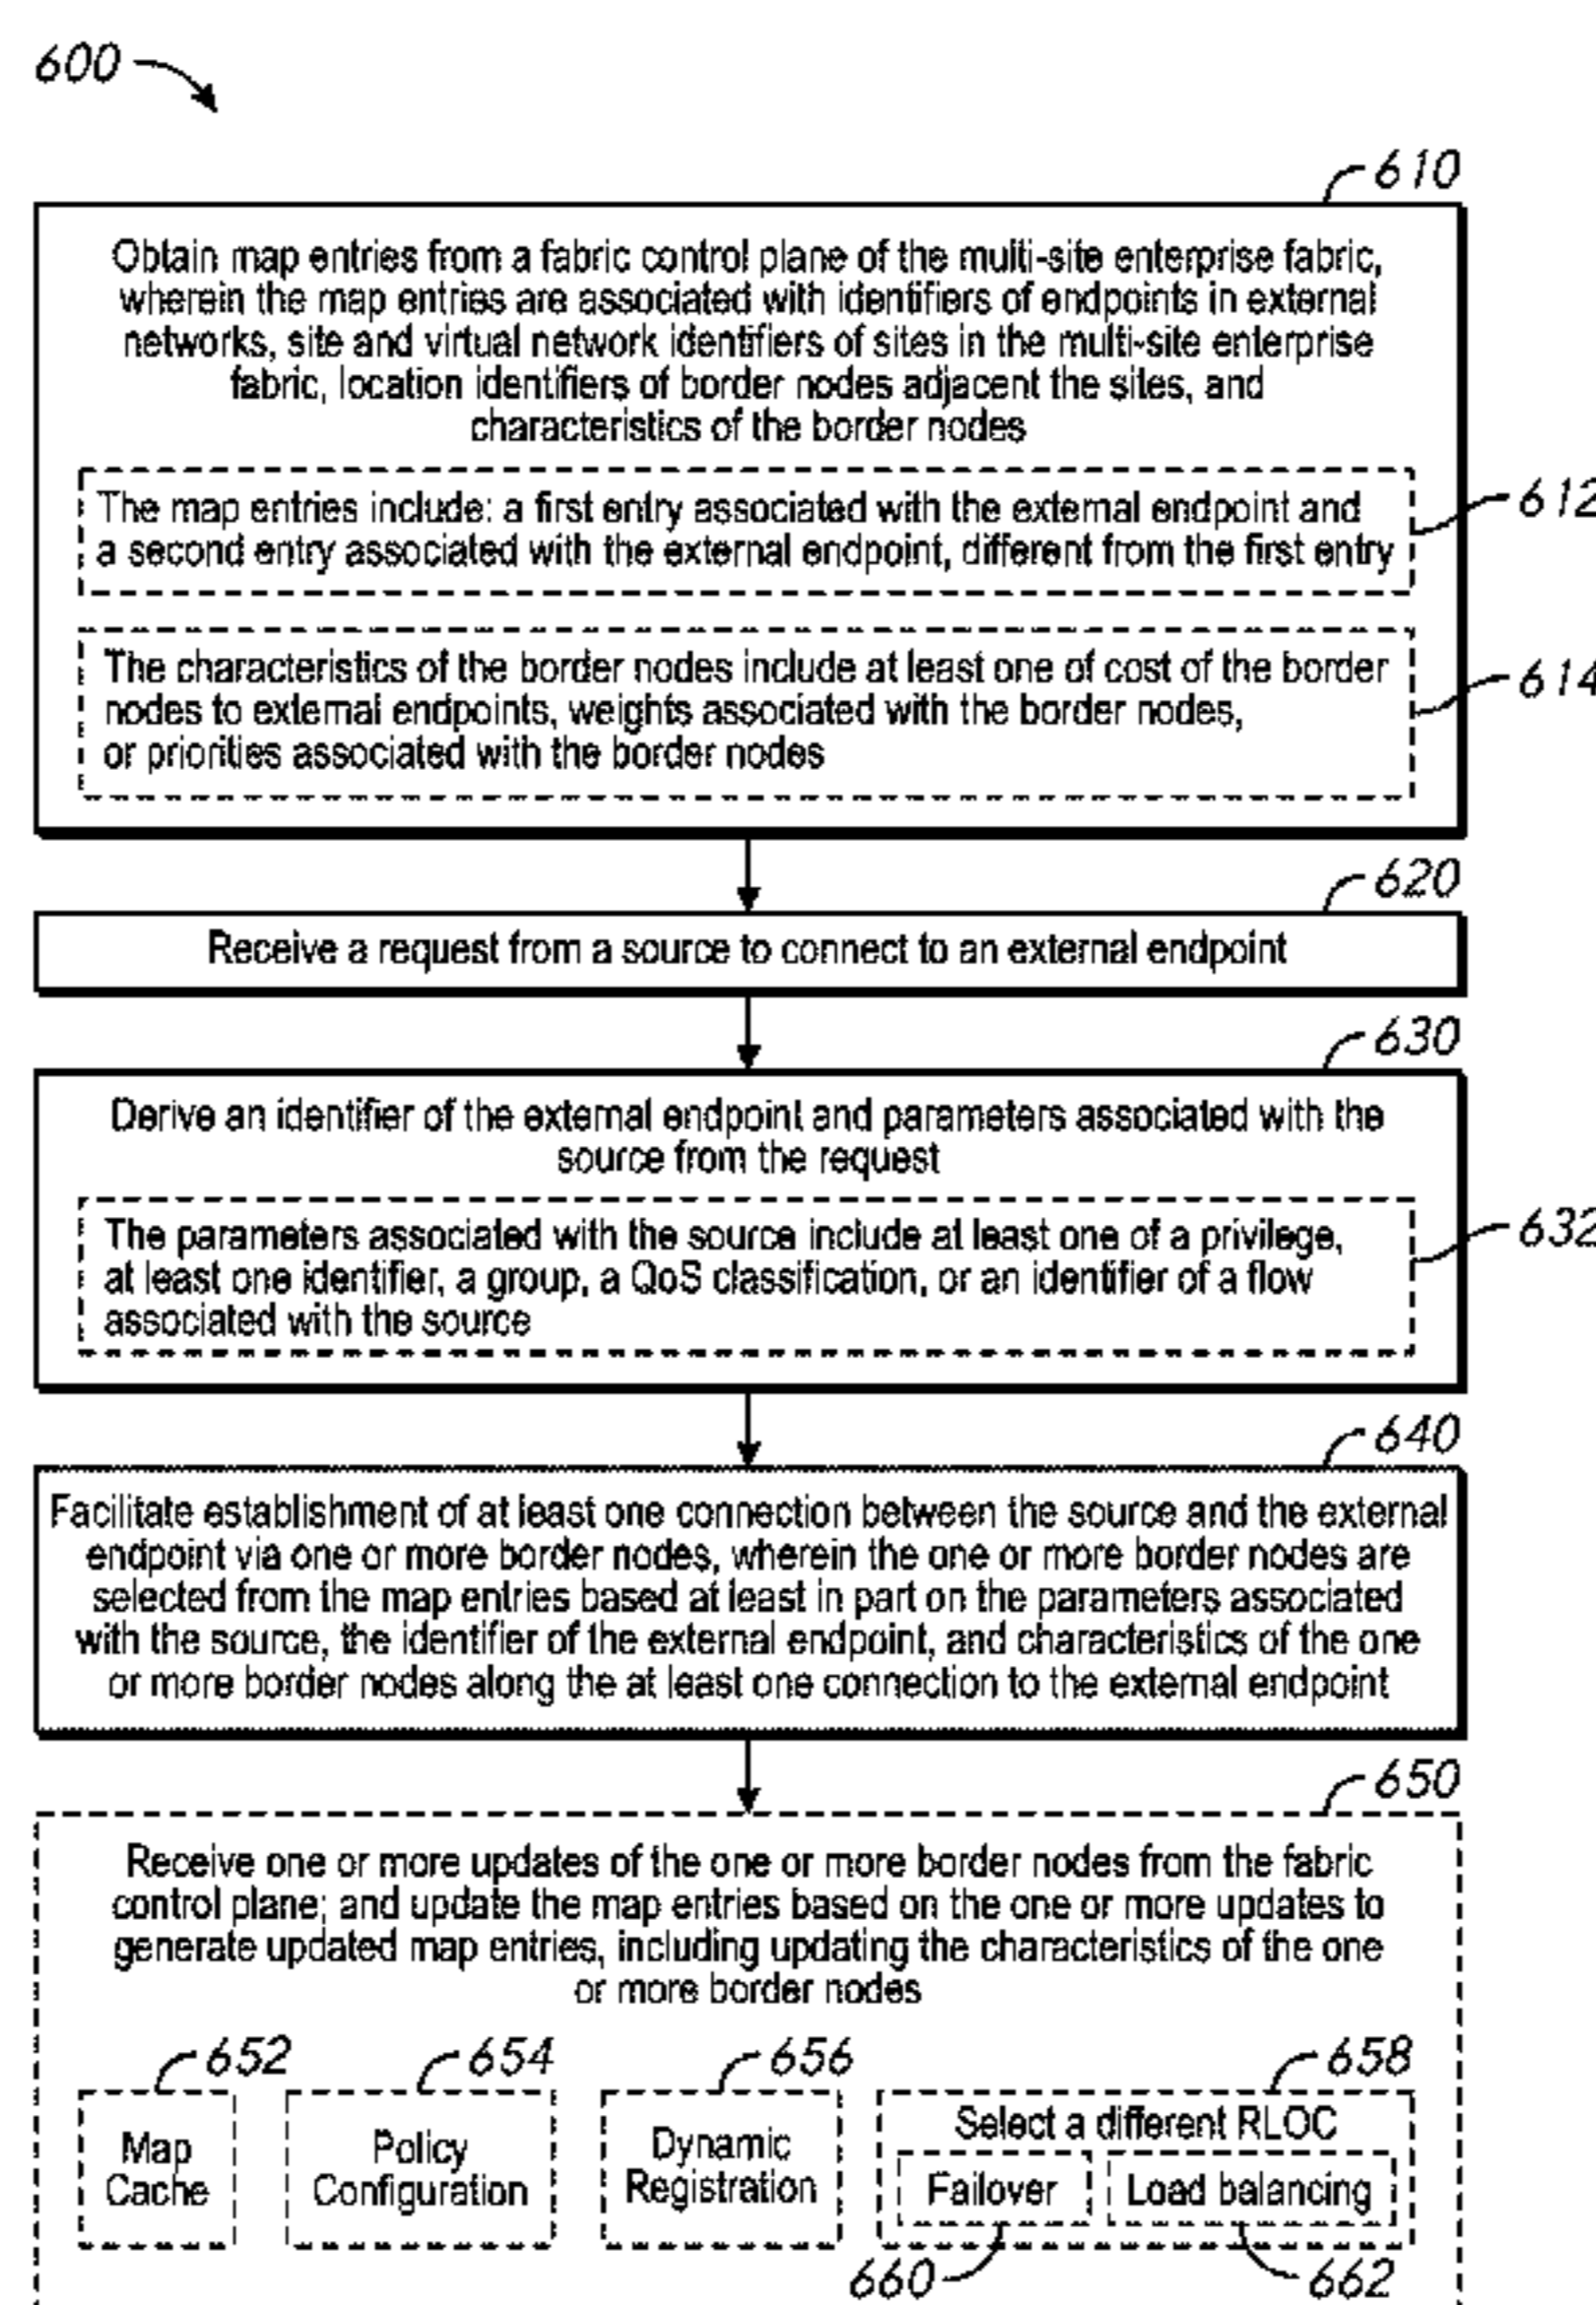 600
610
Obtain map entries from a fabric control plane of the multi-site enterprise fabric,
wherein the map entries are associated with identifiers of endpoints in external
networks, site and virtual network identifiers of sites in the multi-site enterprise
fabric, location identifiers of border nodes adjacent the sites, and
characteristics of the border nodes
The map entries include: a first entry associated with the external endpoint and
a second entry associated with the external endpoint, different from the first entry
612
The characteristics of the border nodes include at least one of cost of the border
nodes to external endpoints, weights associated with the border nodes,
or priorities associated with the border nodes
614
620
Receive a request from a source to connect to an external endpoint
630
Derive an identifier of the external endpoint and parameters associated with the
source from the request
The parameters associated with the source include at least one of a privilege,
at least one identifier, a group, a QoS classification, or an identifier of a flow
associated with the source
632
640
Facilitate establishment of at least one connection between the source and the external
endpoint via one or more border nodes, wherein the one or more border nodes are
selected from the map entries based at least in part on the parameters associated
with the source, the identifier of the external endpoint, and characteristics of the one
or more border nodes along the at least one connection to the external endpoint
650
Receive one or more updates of the one or more border nodes from the fabric
control plane; and update the map entries based on the one or more updates to
generate updated map entries, including updating the characteristics of the one
or more border nodes
652
654
656
658
Map
Cache
Policy
Configuration
Dynamic
Registration
Select a different RLOC
Failover
Load balancing
660
662